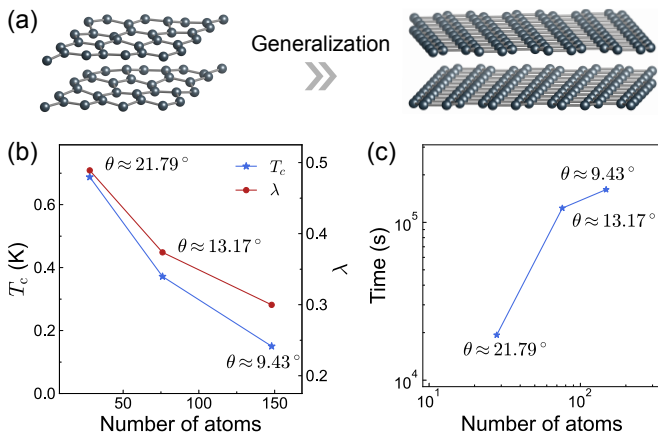 (a)
Generalization
(b)
θ ≈ 21.79°
T_c
λ
θ ≈ 13.17°
θ ≈ 9.43°
T_c (K)
0.6
0.4
0.2
0.0
λ
0.5
0.4
0.3
0.2
50 100 150
Number of atoms
(c)
θ ≈ 9.43°
θ ≈ 13.17°
θ ≈ 21.79°
Time (s)
10^5
10^4
10^1 10^2
Number of atoms